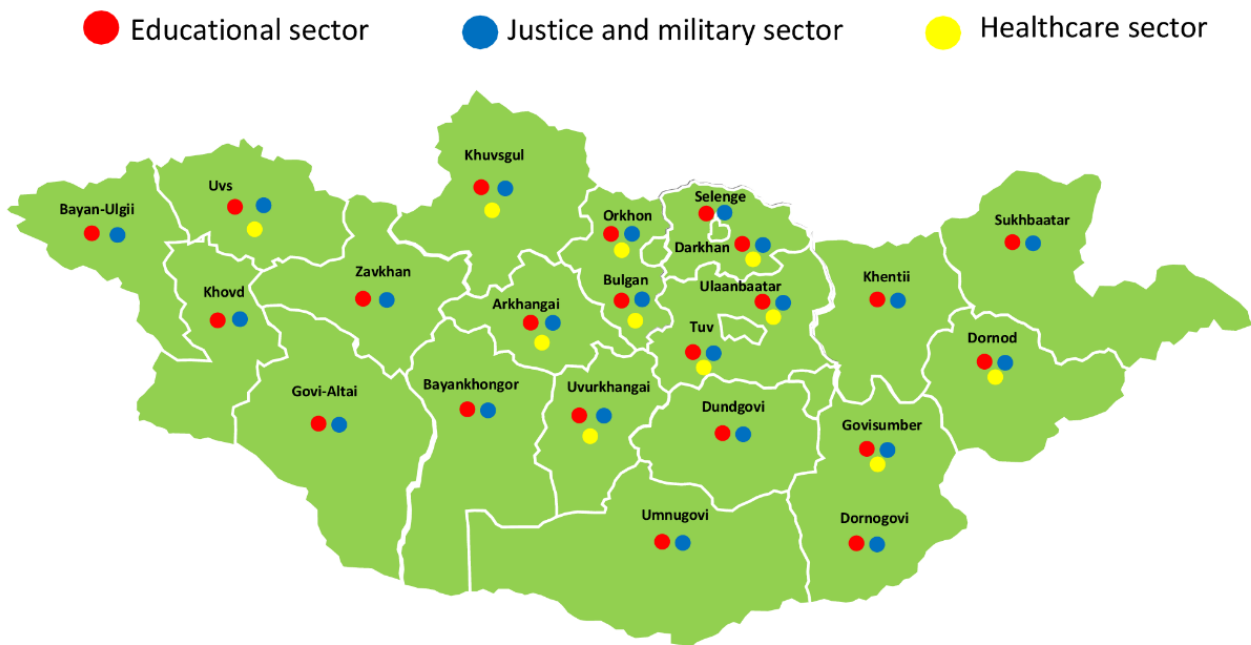 Educational sector
Justice and military sector
Healthcare sector
Khuvsgul
Uvs
Bayan-Ulgii
Selenge
Orkhon
Sukhbaatar
Darkhan
Zavkhan
Khovd
Bulgan
Ulaanbaatar
Khentii
Arkhangai
Tuv
Dornod
Govi-Altai
Bayankhongor
Uvurkhangai
Dundgovi
Govisumber
Umnugovi
Dornogovi